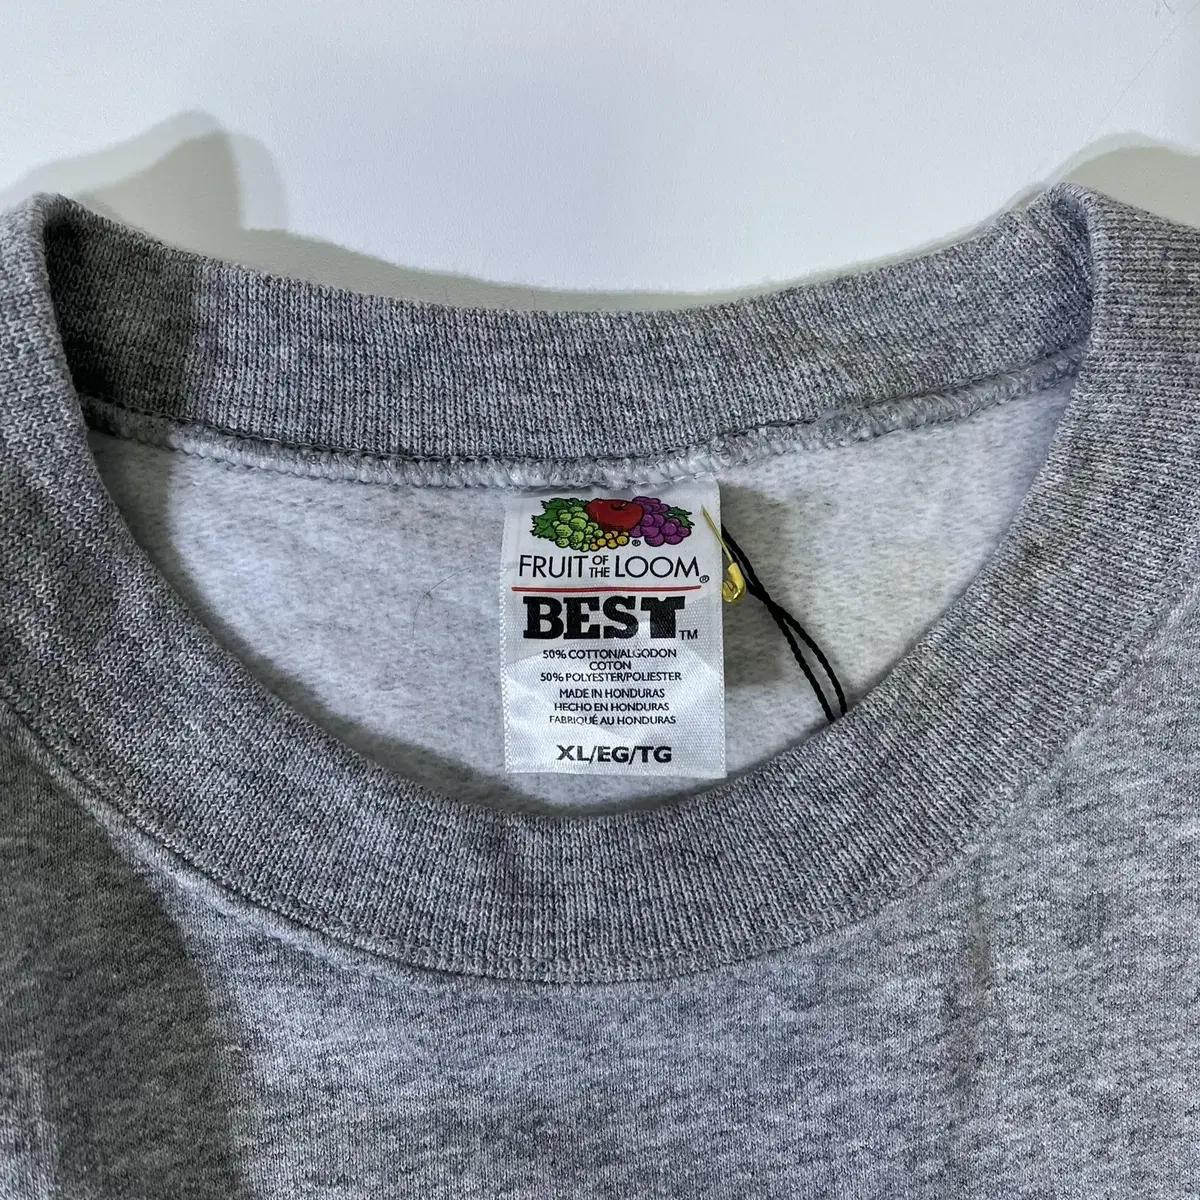 FRUIT OF THE LOOM®
BEST™
50% COTTON/ALGODON
COTON
50% POLYESTER/POLIESTER
MADE IN HONDURAS
HECHO EN HONDURAS
FABRIQUÉ AU HONDURAS
XL/EG/TG